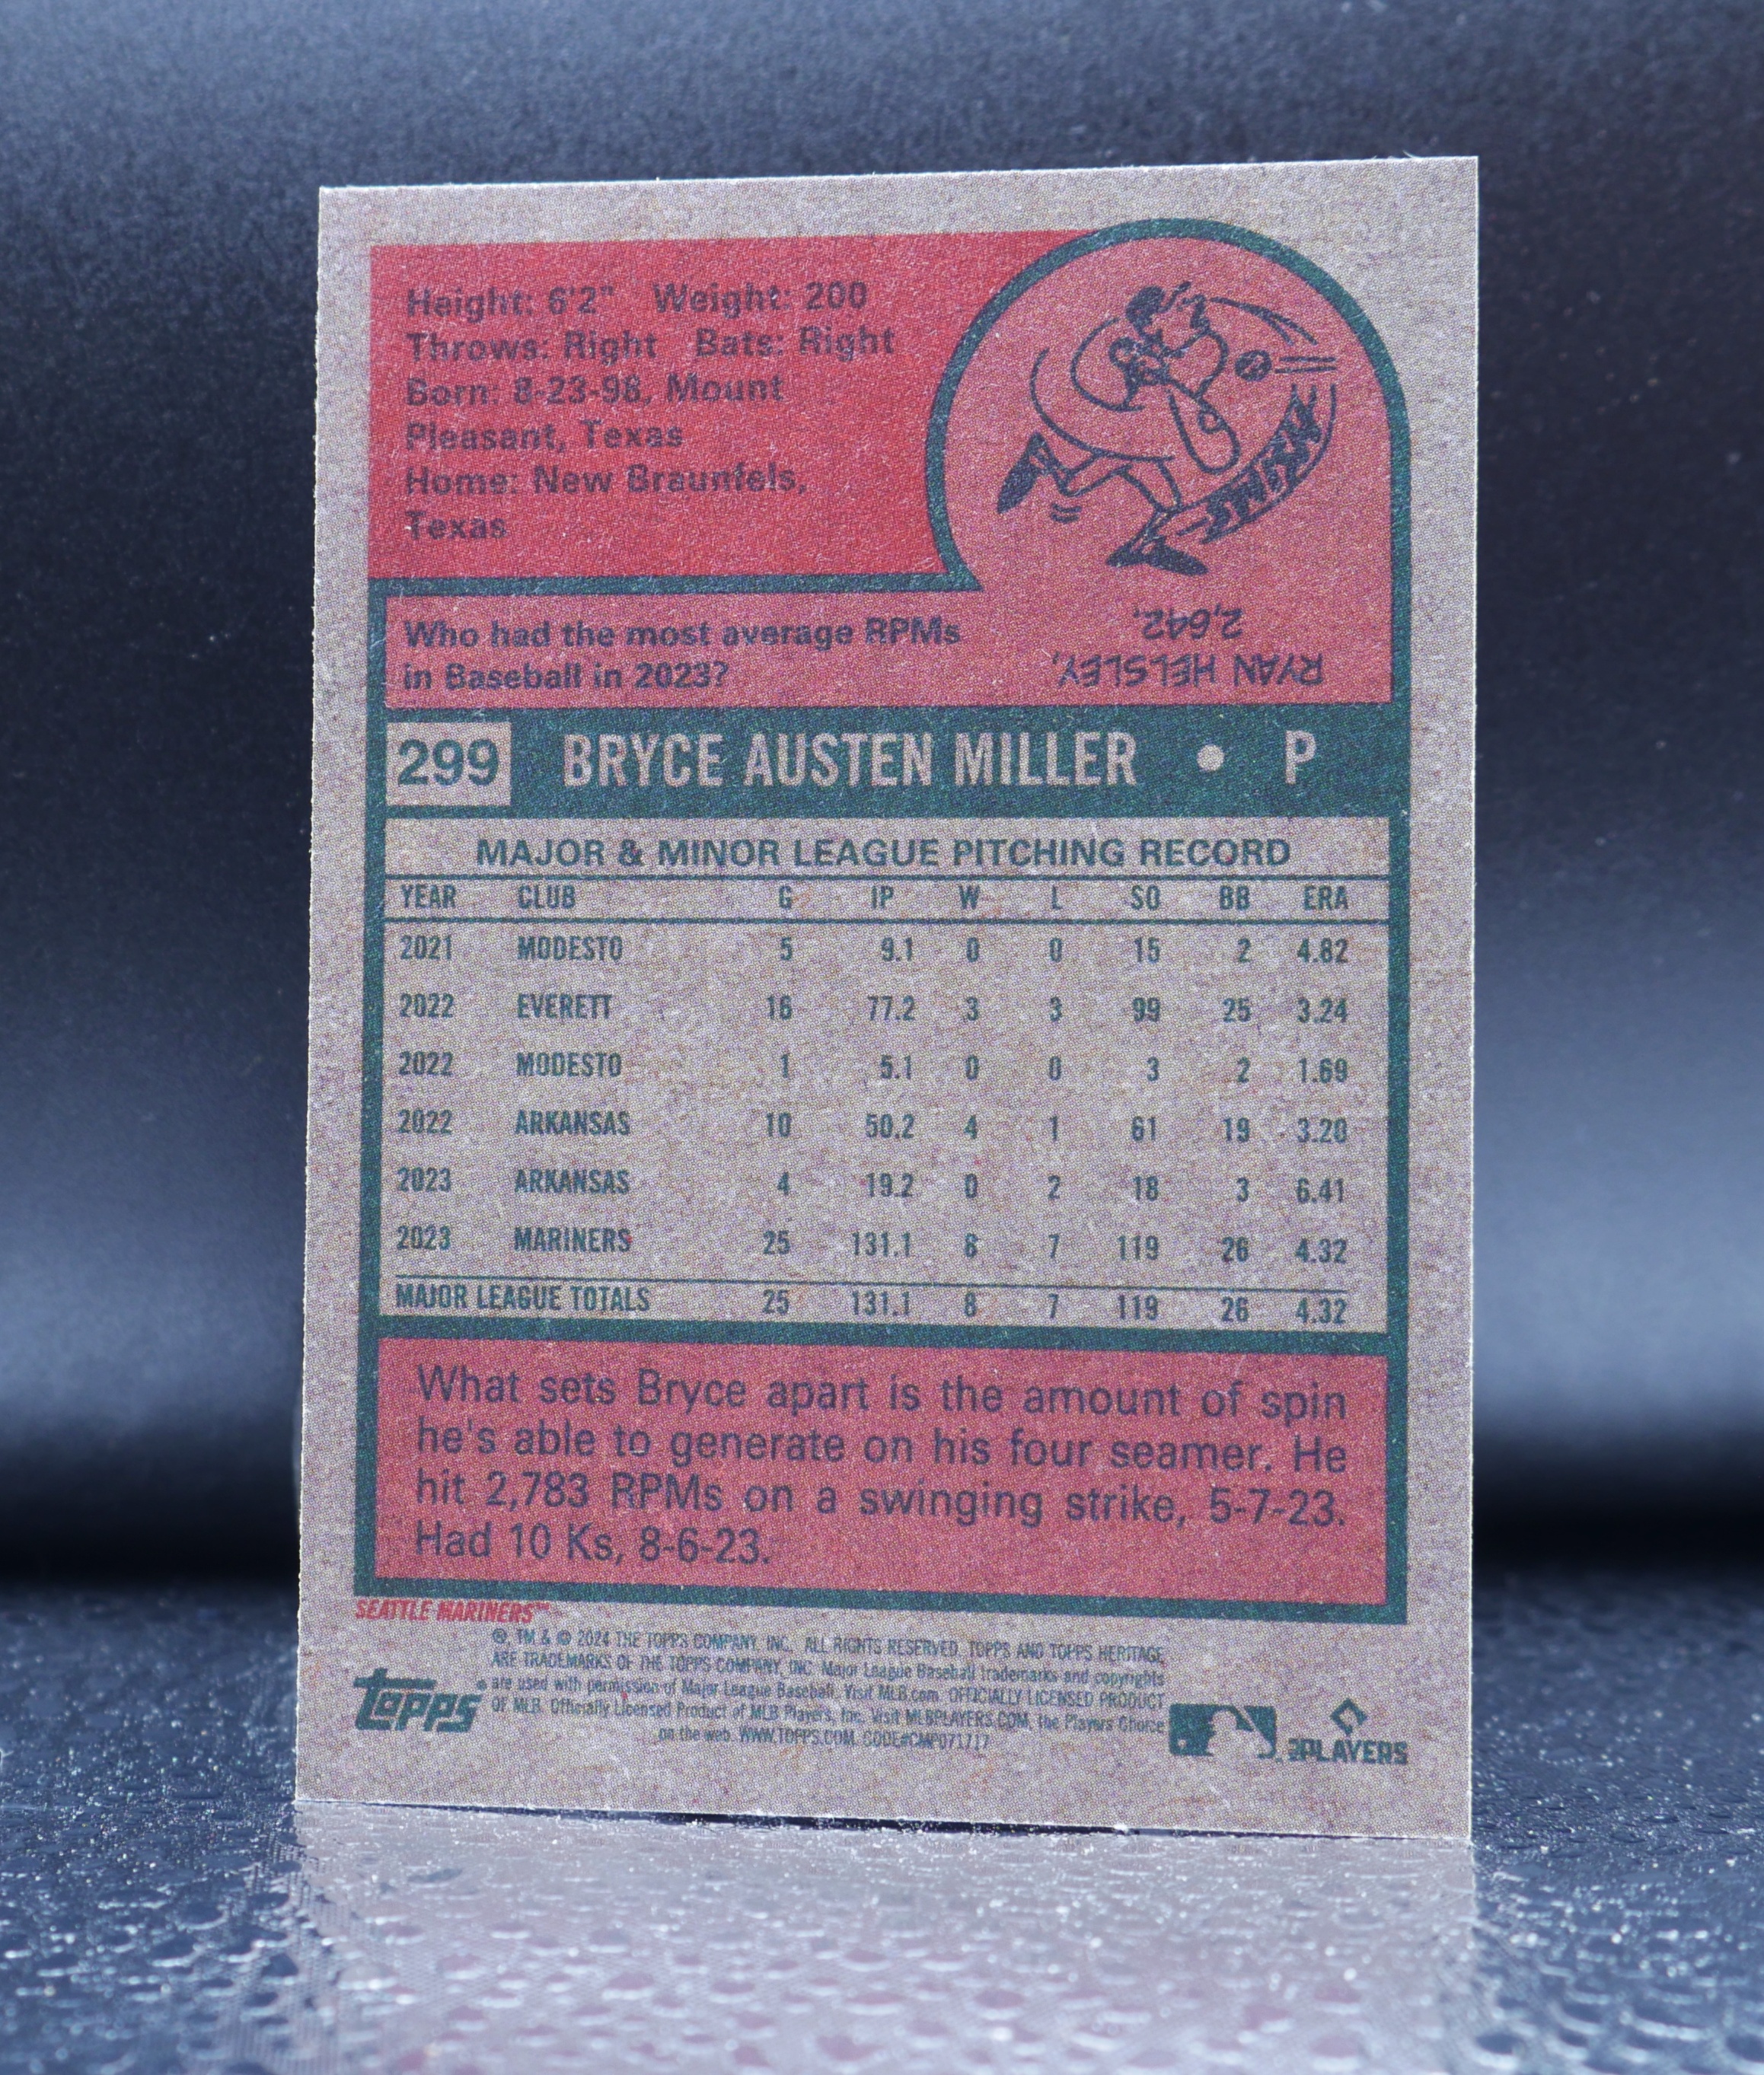 Height: 6'2" Weight: 200
Throws: Right Bats: Right
Born: 8-23-98, Mount
Pleasant, Texas
Home: New Braunfels,
Texas
Who had the most average RPMs
in Baseball in 2023?
RYAN HELSLEY,
2,642.
299 BRYCE AUSTEN MILLER • P
MAJOR & MINOR LEAGUE PITCHING RECORD
YEAR CLUB G IP W L SO BB ERA
2021 MODESTO 5 9.1 0 0 15 2 4.82
2022 EVERETT 16 77.2 3 3 99 25 3.24
2022 MODESTO 1 5.1 0 0 3 2 1.69
2022 ARKANSAS 10 50.2 4 1 61 19 3.20
2023 ARKANSAS 4 19.2 0 2 18 3 6.41
2023 MARINERS 25 131.1 8 7 119 26 4.32
MAJOR LEAGUE TOTALS 25 131.1 8 7 119 26 4.32
What sets Bryce apart is the amount of spin
he's able to generate on his four seamer. He
hit 2,783 RPMs on a swinging strike, 5-7-23.
Had 10 Ks, 8-6-23.
SEATTLE MARINERS™
®, TM & © 2024 THE TOPPS COMPANY, INC. ALL RIGHTS RESERVED. TOPPS AND TOPPS HERITAGE
ARE TRADEMARKS OF THE TOPPS COMPANY, INC. Major League Baseball trademarks and copyrights
are used with permission of Major League Baseball. Visit MLB.com. OFFICIALLY LICENSED PRODUCT
OF MLB. Officially Licensed Product of MLB Players, Inc. Visit MLBPLAYERS.COM, the Players Choice
on the web. WWW.TOPPS.COM. CODE#CMP071717
topps
PLAYERS